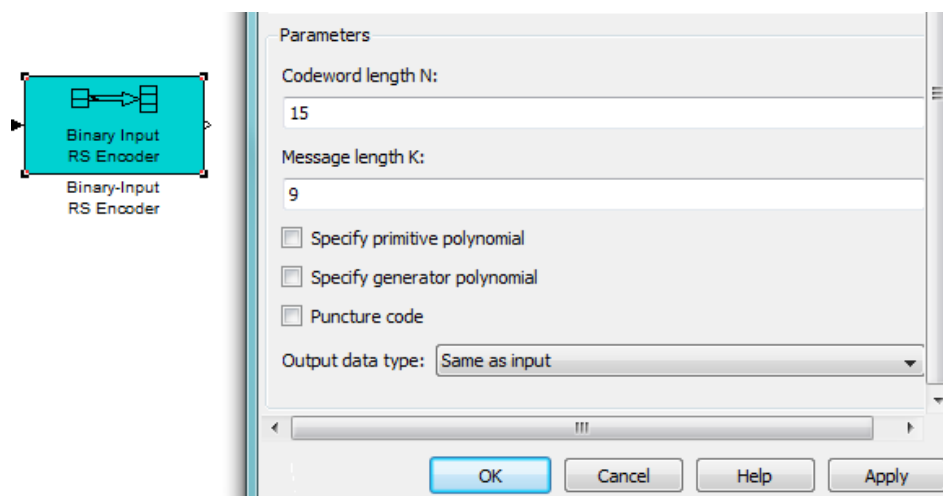 Binary Input
RS Encoder
Binary-Input
RS Encoder
Parameters
Codeword length N:
15
Message length K:
9
Specify primitive polynomial
Specify generator polynomial
Puncture code
Output data type: Same as input
OK Cancel Help Apply